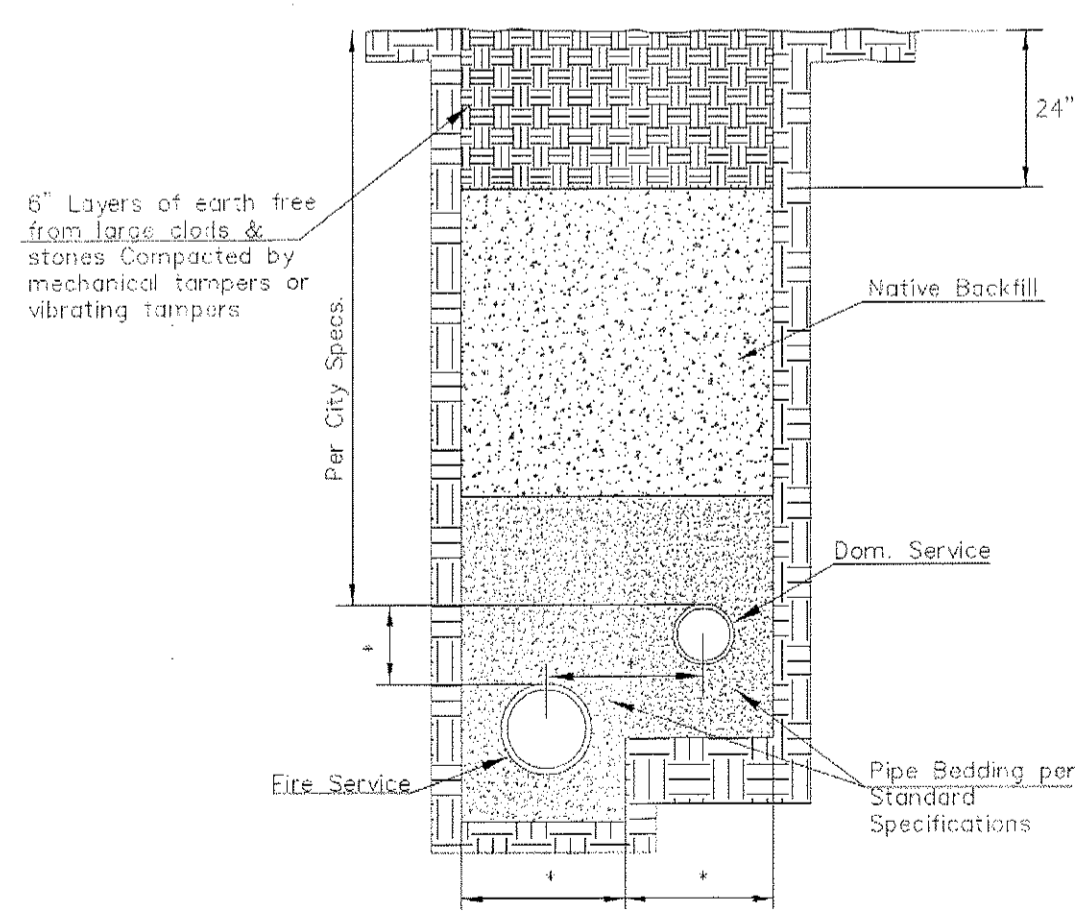 24"
6" Layers of earth free
from large clods &
stones Compacted by
mechanical tampers or
vibrating tampers
Native Backfill
Per City Specs.
Dom. Service
*
*
Fire Service
Pipe Bedding per
Standard
Specifications
*
*